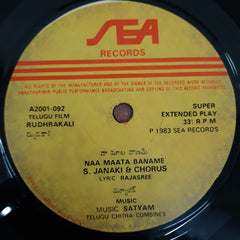 SEA
RECORDS
ALL RIGHTS OF THE MANUFACTURER AND OF THE OWNER OF THE RECORDED WORK RESERVED
UNAUTHORISED PUBLIC PERFORMANCE BROADCASTING AND COPYING OF THIS RECORD PROHIBITED
A2001-09Z
TELUGU FILM
RUDHRAKALI
SUPER
EXTENDED PLAY
33⅓ R.P.M
℗ 1983 SEA RECORDS
నా మాట బాణమే
NAA MAATA BANAME
S. JANAKI & CHORUS
LYRIC RAJASREE
MUSIC
MUSIC SATYAM
TELUGU CHITRA COMBINES